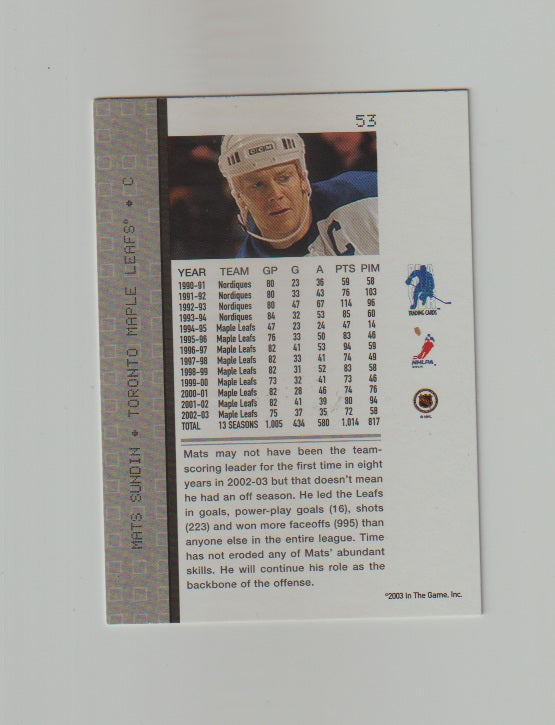 53
CCM
C
MATS SUNDIN ◆ TORONTO MAPLE LEAFS® ◆ C
YEAR TEAM GP G A PTS PIM
1990-91 Nordiques 80 23 36 59 58
1991-92 Nordiques 80 33 43 76 103
1992-93 Nordiques 80 47 67 114 96
1993-94 Nordiques 84 32 53 85 60
1994-95 Maple Leafs 47 23 24 47 14
1995-96 Maple Leafs 76 33 50 83 46
1996-97 Maple Leafs 82 41 53 94 59
1997-98 Maple Leafs 82 33 41 74 49
1998-99 Maple Leafs 82 31 52 83 58
1999-00 Maple Leafs 73 32 41 73 46
2000-01 Maple Leafs 82 28 46 74 76
2001-02 Maple Leafs 82 41 39 80 94
2002-03 Maple Leafs 75 37 35 72 58
TOTAL 13 SEASONS 1,005 434 580 1,014 817
Mats may not have been the team-
scoring leader for the first time in eight
years in 2002-03 but that doesn't mean
he had an off season. He led the Leafs
in goals, power-play goals (16), shots
(223) and won more faceoffs (995) than
anyone else in the entire league. Time
has not eroded any of Mats' abundant
skills. He will continue his role as the
backbone of the offense.
TRADING CARDS
NHLPA
©NHL
©2003 In The Game, Inc.